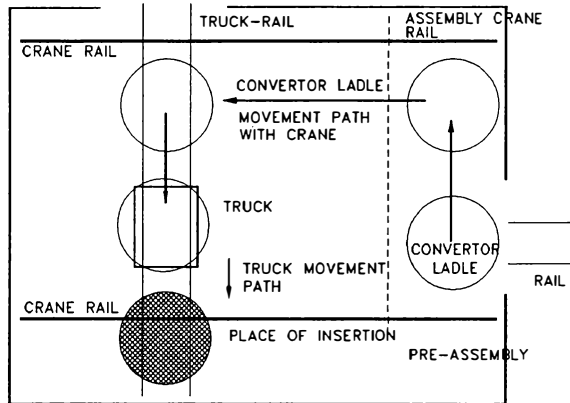 TRUCK-RAIL
ASSEMBLY CRANE
RAIL
CRANE RAIL
CONVERTOR LADLE
MOVEMENT PATH
WITH CRANE
TRUCK
CONVERTOR
LADLE
TRUCK MOVEMENT
PATH
RAIL
CRANE RAIL
PLACE OF INSERTION
PRE-ASSEMBLY